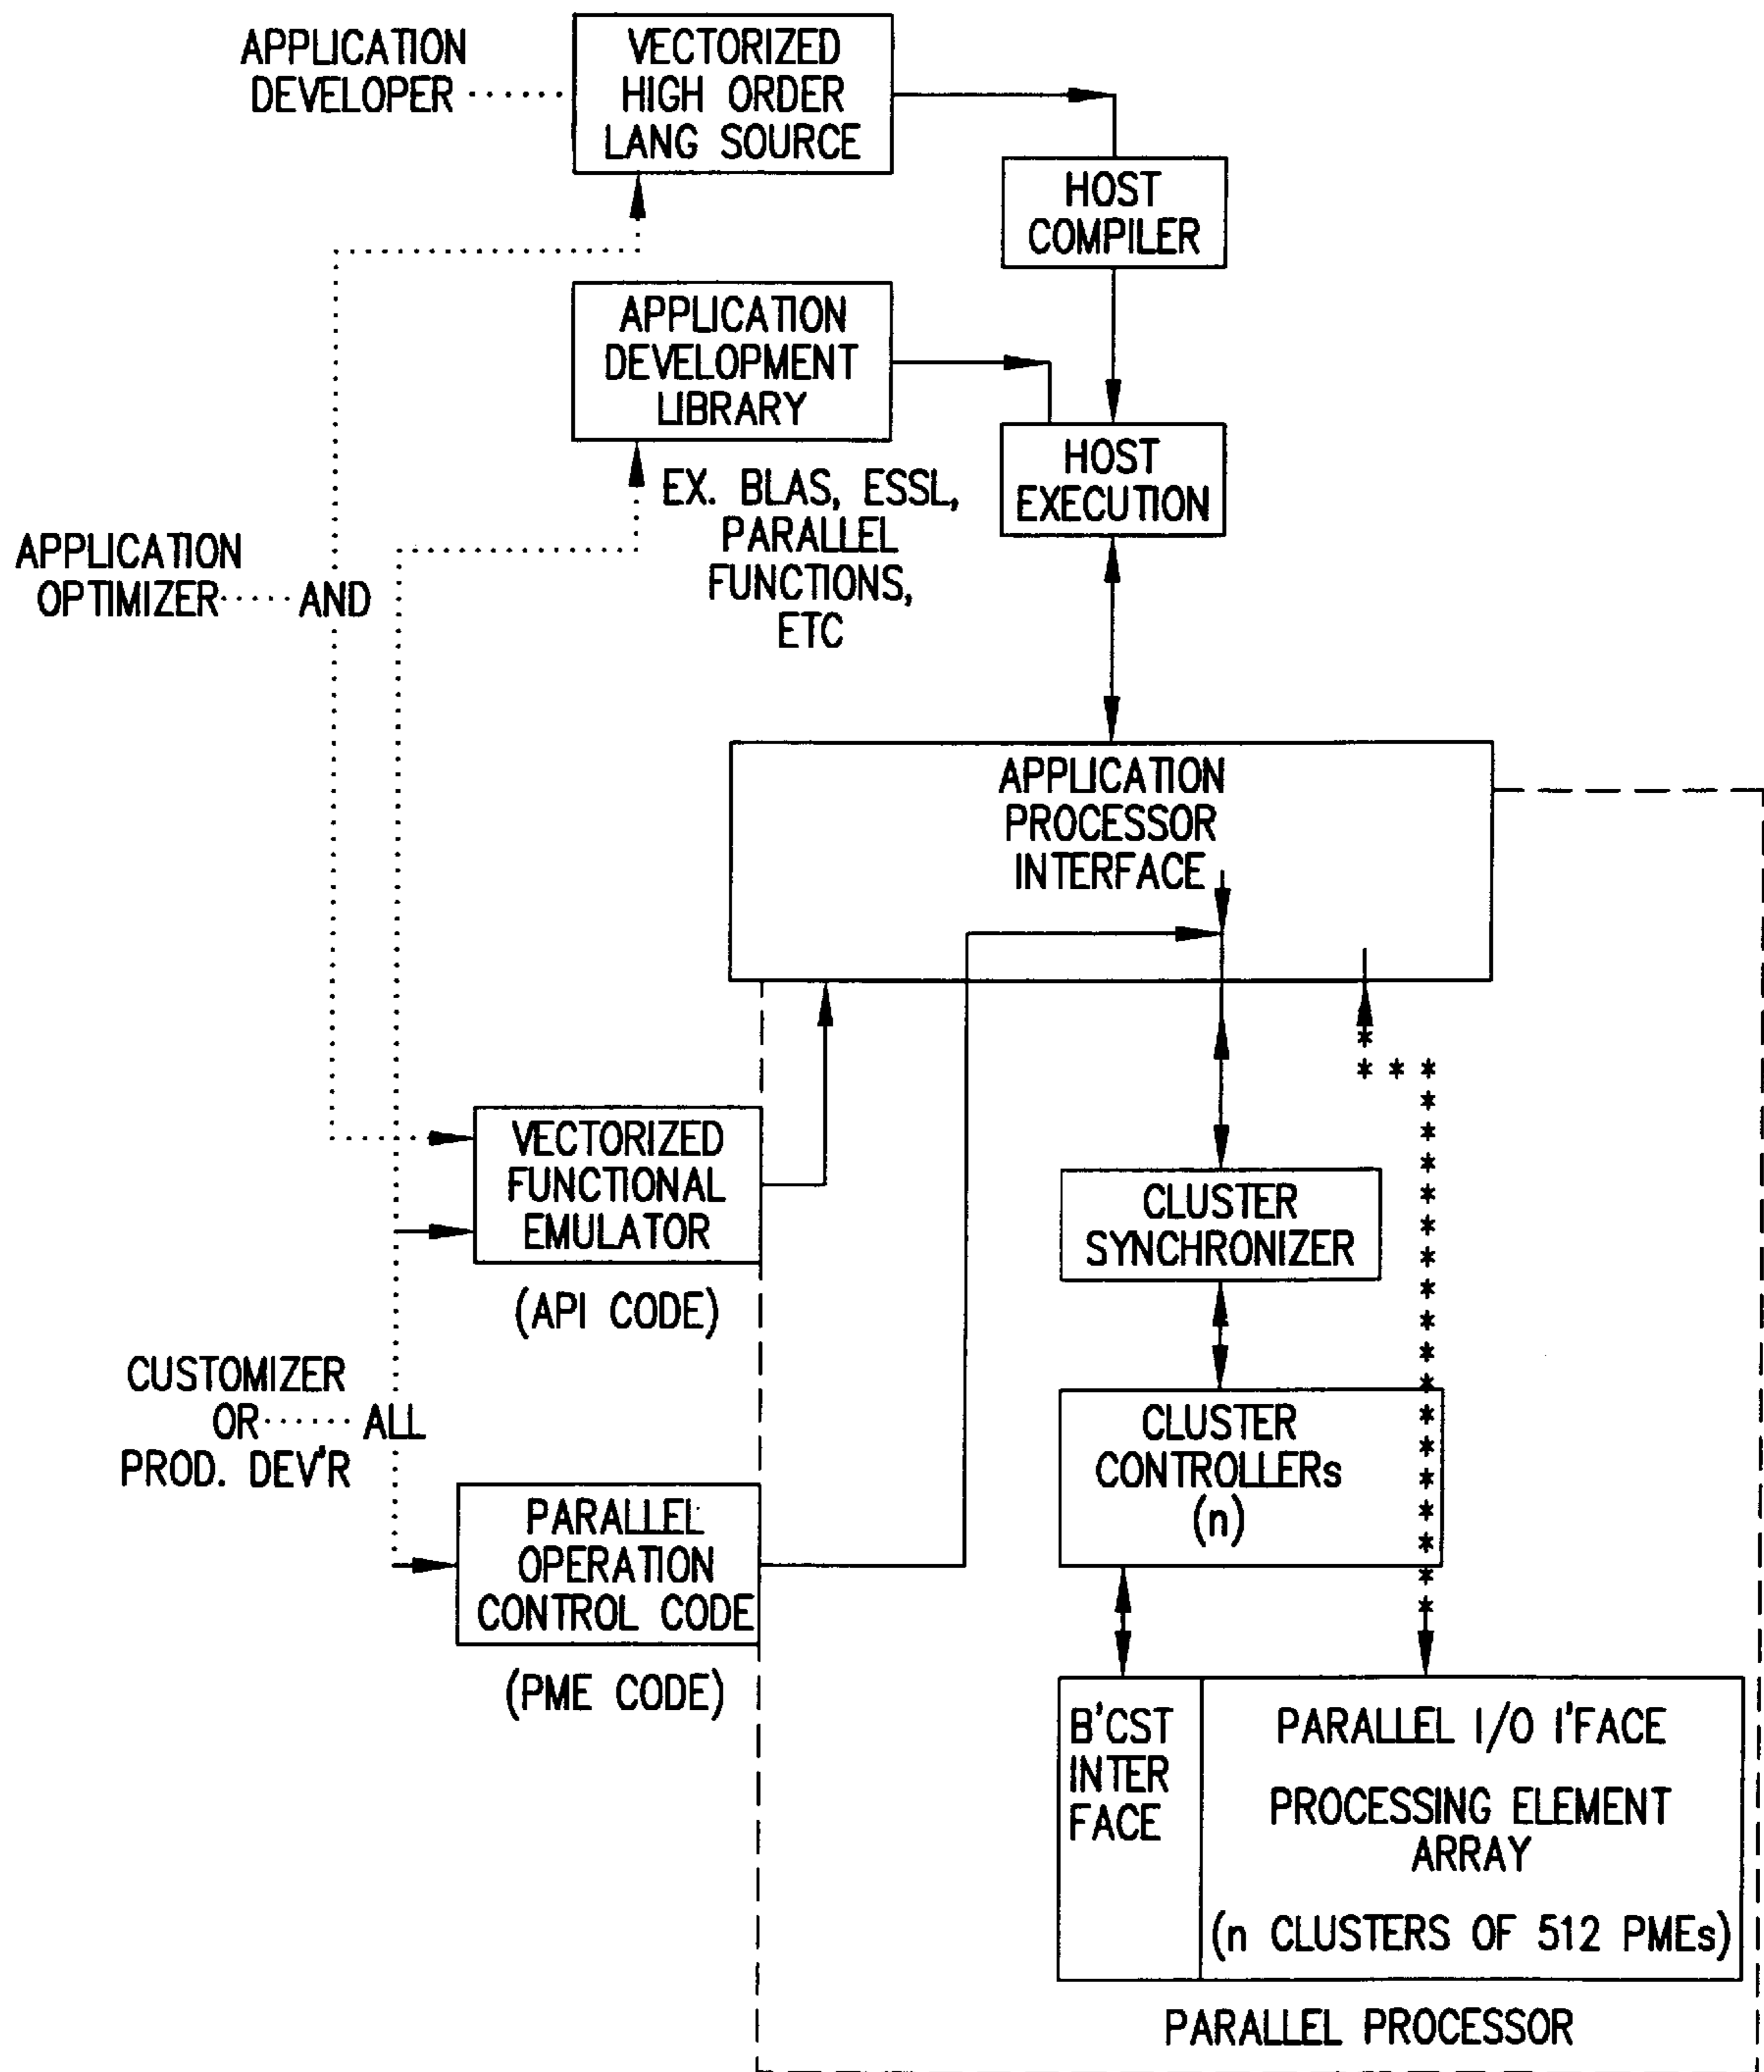 APPLICATION
DEVELOPER
VECTORIZED
HIGH ORDER
LANG SOURCE
HOST
COMPILER
APPLICATION
DEVELOPMENT
LIBRARY
HOST
EXECUTION
EX. BLAS, ESSL,
PARALLEL
FUNCTIONS,
ETC
APPLICATION
OPTIMIZER
AND
APPLICATION
PROCESSOR
INTERFACE
VECTORIZED
FUNCTIONAL
EMULATOR
(API CODE)
CLUSTER
SYNCHRONIZER
CUSTOMIZER
OR
PROD. DEV'R
ALL
CLUSTER
CONTROLLERs
(n)
PARALLEL
OPERATION
CONTROL CODE
(PME CODE)
B'CST
INTER
FACE
PARALLEL I/O I'FACE
PROCESSING ELEMENT
ARRAY
(n CLUSTERS OF 512 PMEs)
PARALLEL PROCESSOR